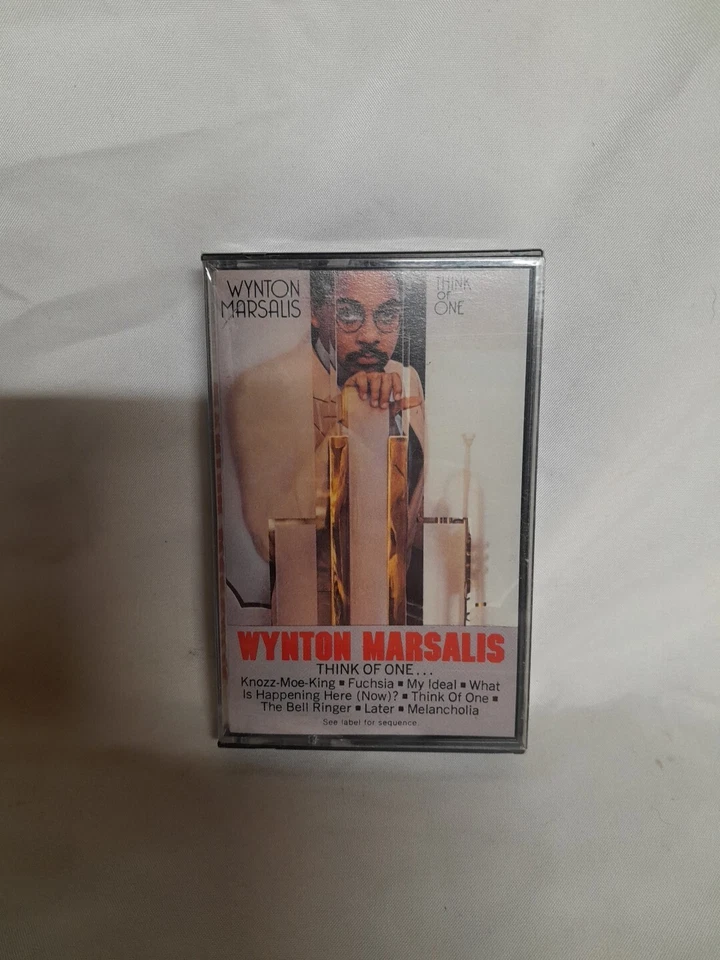 WYNTON
MARSALIS
THINK
OF
ONE
WYNTON MARSALIS
THINK OF ONE...
Knozz-Moe-King ▪ Fuchsia ▪ My Ideal ▪ What
Is Happening Here (Now)? ▪ Think Of One ▪
The Bell Ringer ▪ Later ▪ Melancholia
See label for sequence.